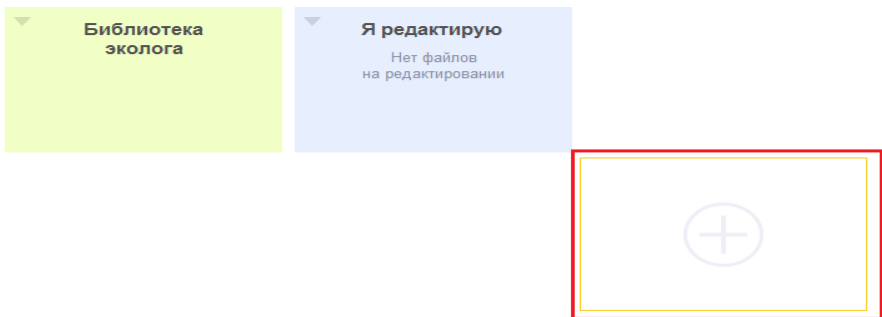 Библиотека
эколога
Я редактирую
Нет файлов
на редактировании